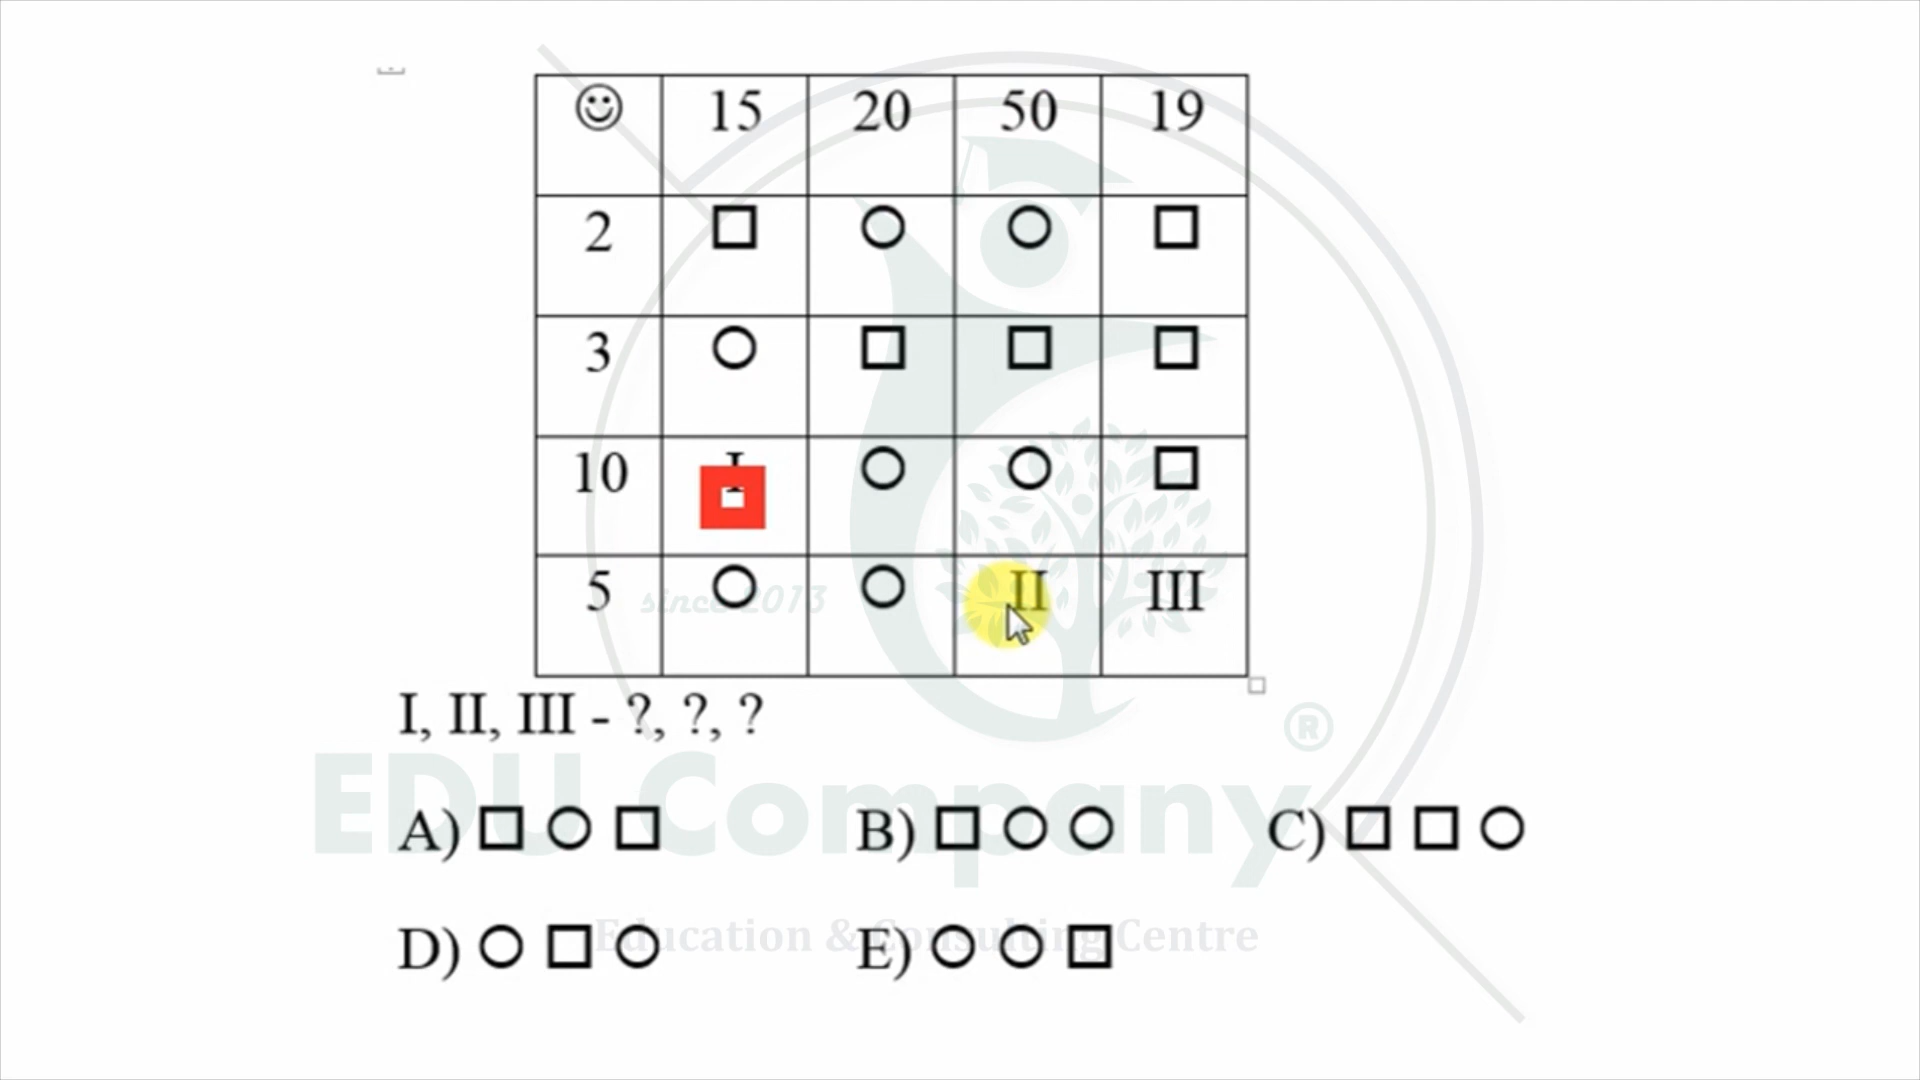 ☺ 15 20 50 19
2 □ ○ ○ □
3 ○ □ □ □
10 I ○ ○ □
5 ○ ○ II III
since 2013
I, II, III - ?, ?, ?
®
EDU Company
A) □ ○ □ B) □ ○ ○ C) □ □ ○
Education & Consulting Centre
D) ○ □ ○ E) ○ ○ □